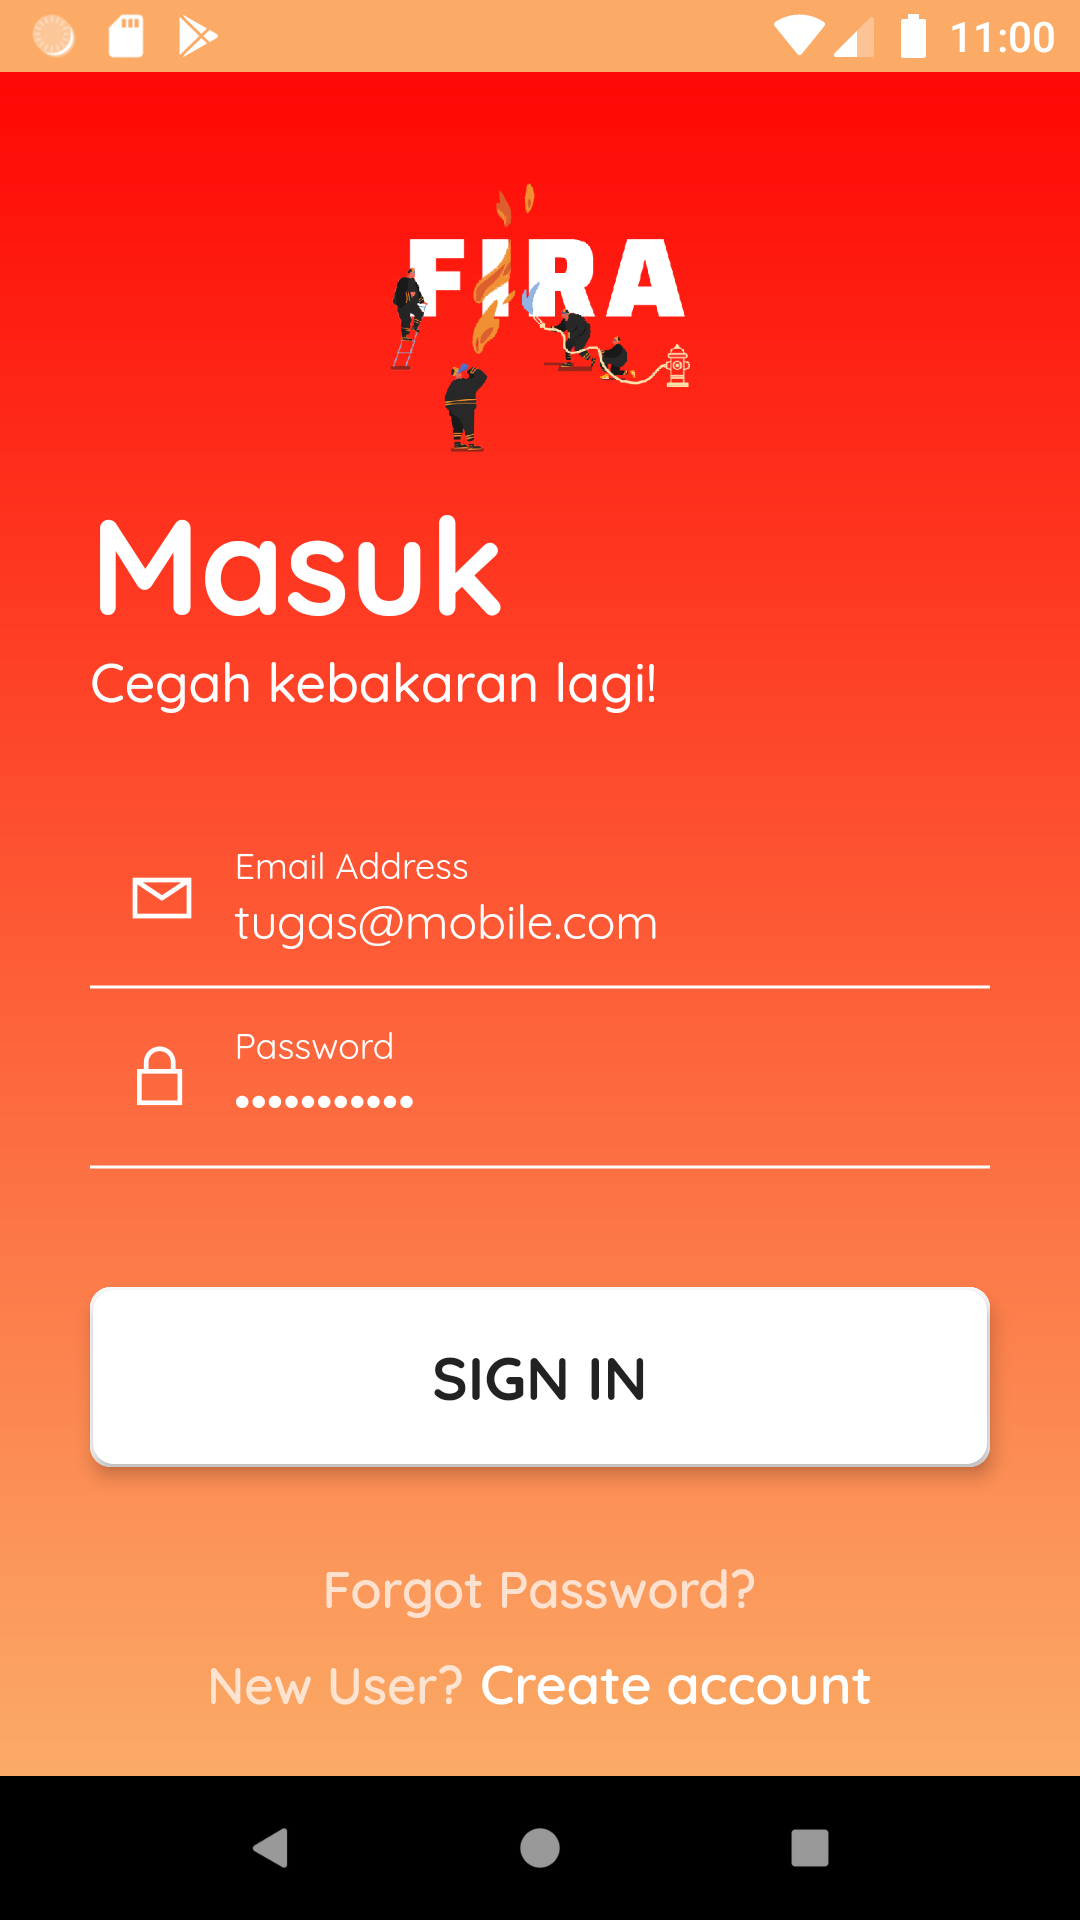 11:00
FIRA
Masuk
Cegah kebakaran lagi!
Email Address
tugas@mobile.com
Password
•••••••••••
SIGN IN
Forgot Password?
New User? Create account